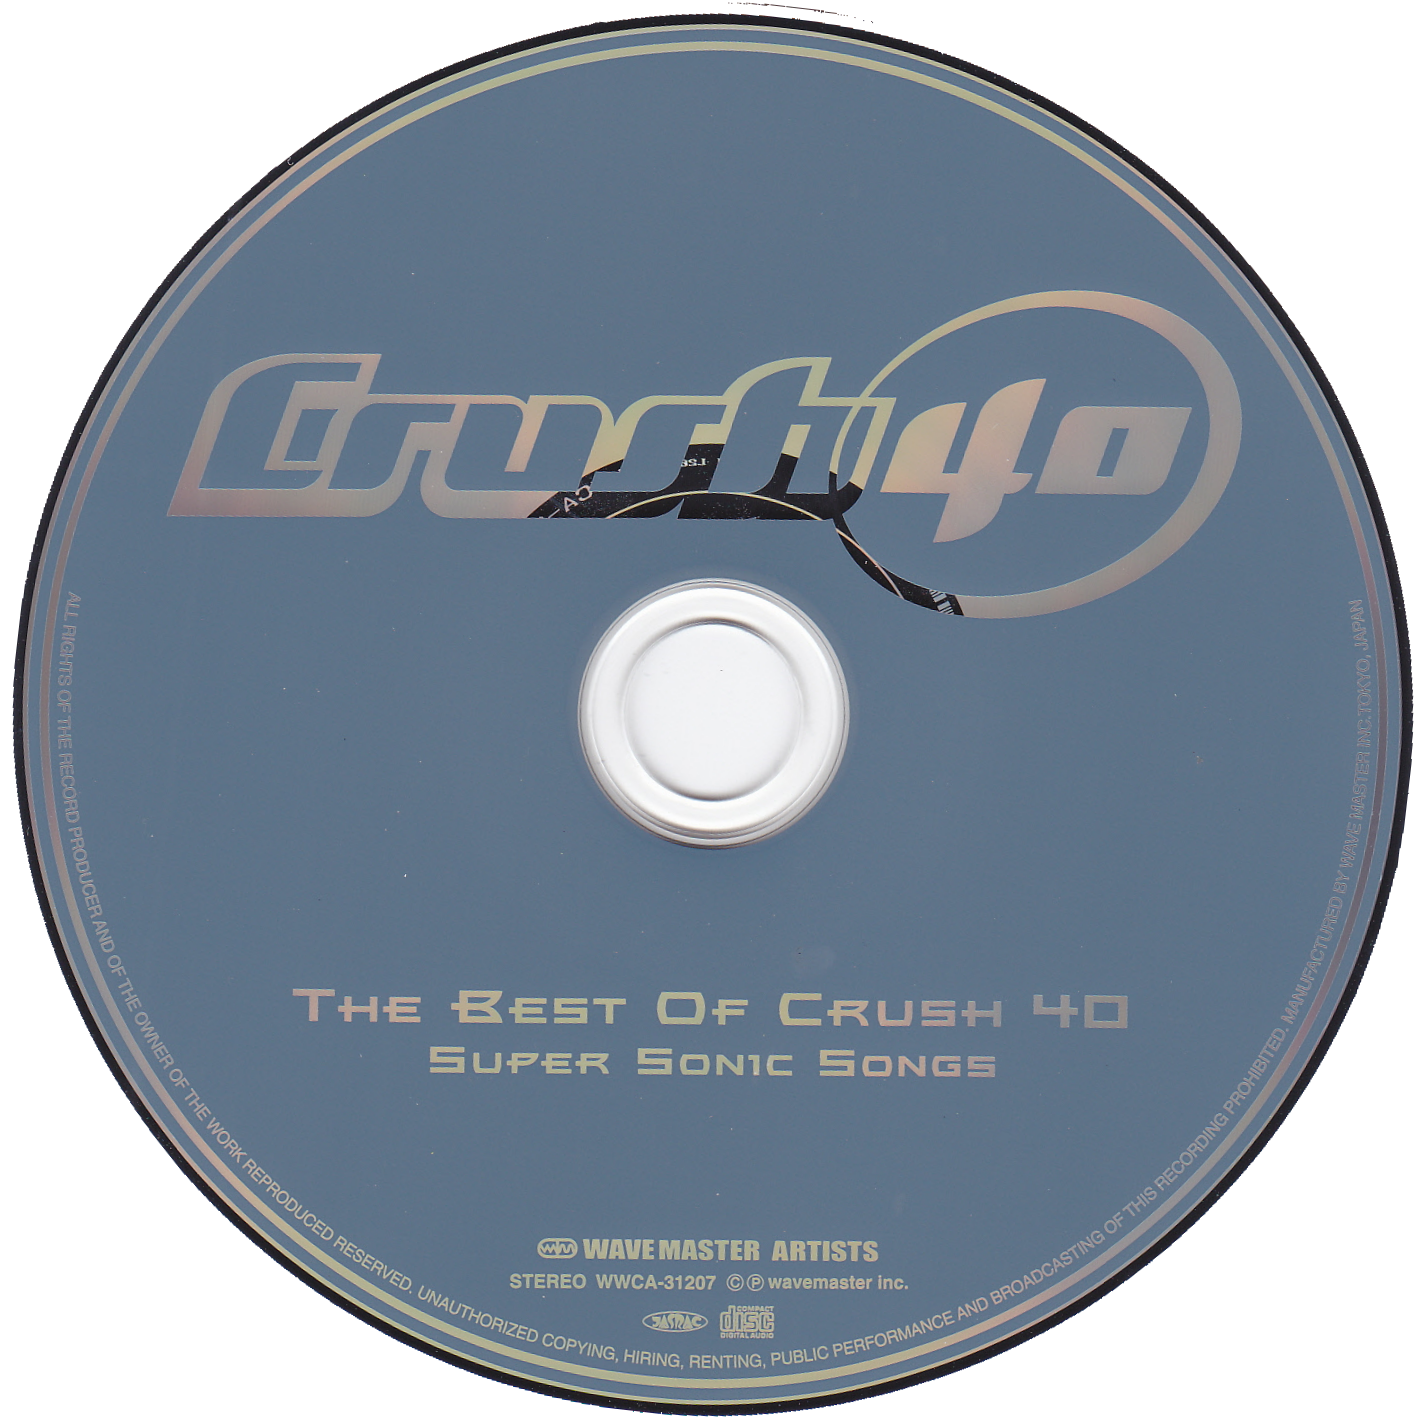 Crush 40
THE BEST OF CRUSH 40
SUPER SONIC SONGS
WAVE MASTER ARTISTS
STEREO WWCA-31207 ©℗ wavemaster inc.
JASRAC
COMPACT
disc
DIGITAL AUDIO
ALL RIGHTS OF THE RECORD PRODUCER AND OF THE OWNER OF THE WORK REPRODUCED RESERVED. UNAUTHORIZED COPYING, HIRING, RENTING, PUBLIC PERFORMANCE AND BROADCASTING OF THIS RECORDING PROHIBITED. MANUFACTURED BY WAVE MASTER INC.TOKYO, JAPAN